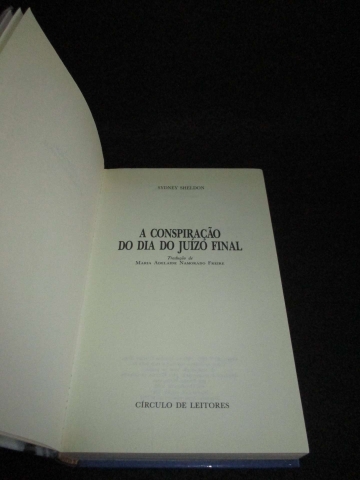 SIDNEY SHELDON
A CONSPIRAÇÃO
DO DIA DO JUÍZO FINAL
Tradução de
MARIA ADELAIDE NAMORADO FREIRE
CÍRCULO DE LEITORES